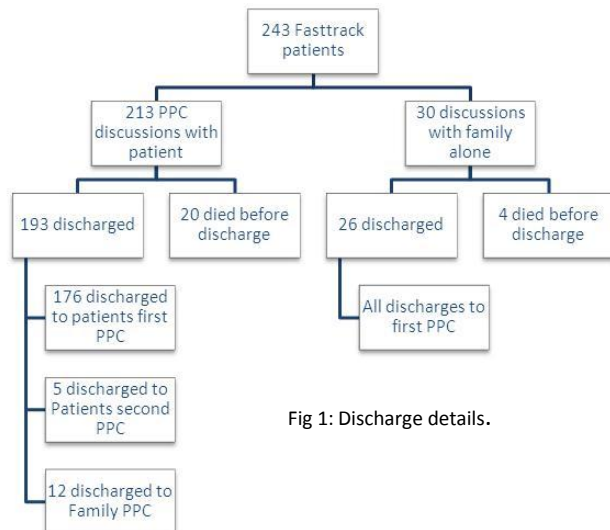 243 Fasttrack
patients
213 PPC
discussions with
patient
30 discussions
with family
alone
193 discharged
20 died before
discharge
26 discharged
4 died before
discharge
176 discharged
to patients first
PPC
All discharges to
first PPC
5 discharged to
Patients second
PPC
Fig 1: Discharge details.
12 discharged to
Family PPC